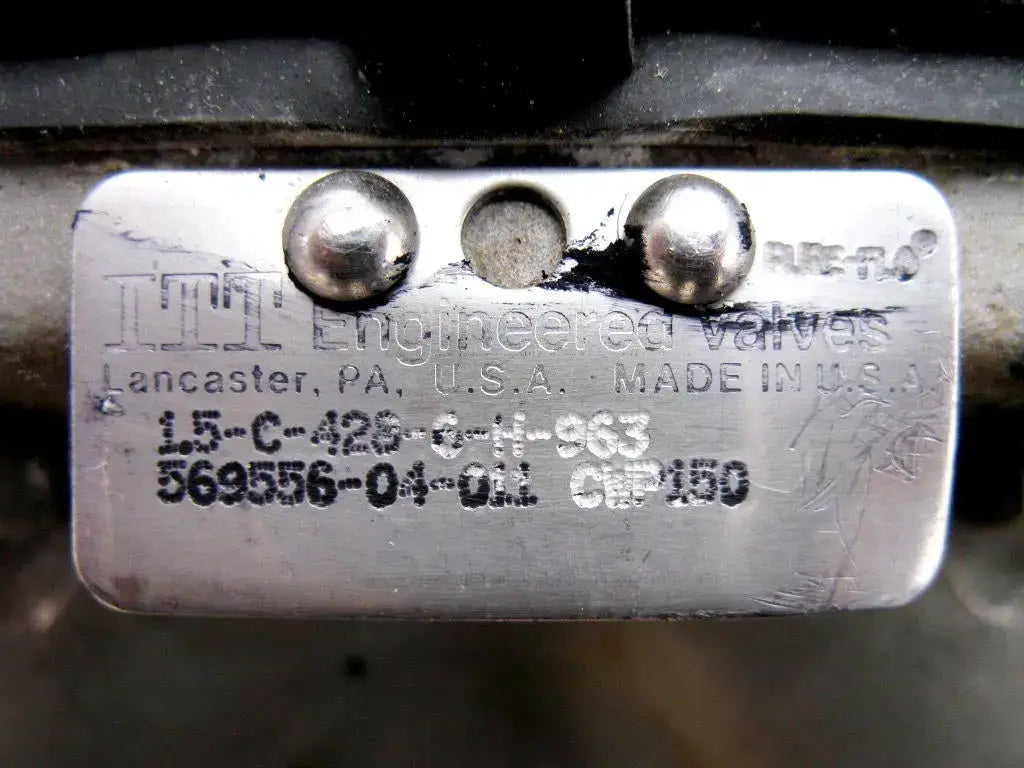 PURE-FLO®
ITT Engineered Valves
Lancaster, PA, U.S.A. MADE IN U.S.A
1.5-C-428-6-H-963
569556-04-011 CWP150